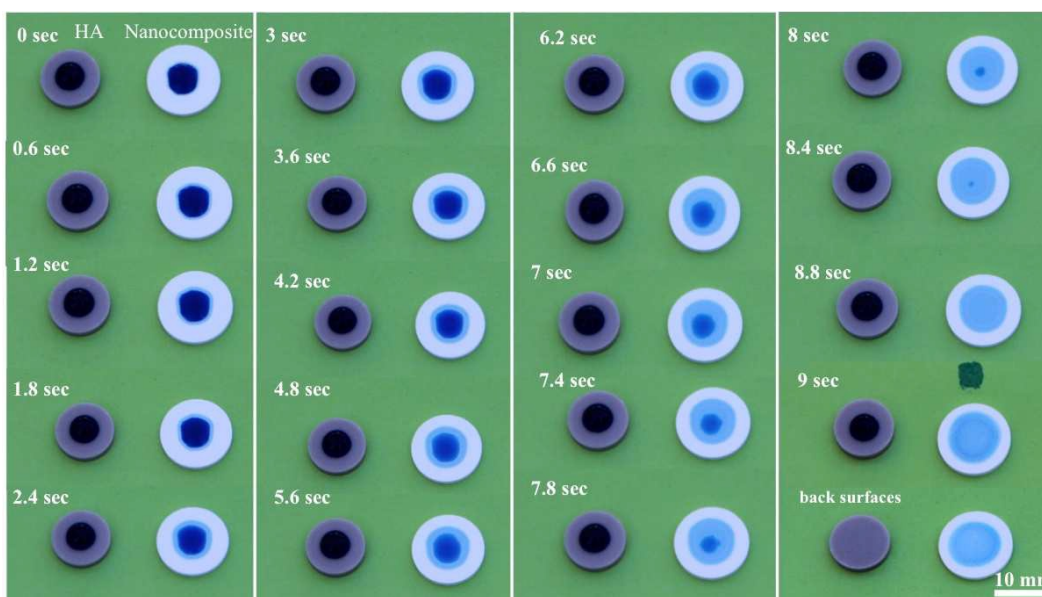 0 sec HA Nanocomposite
0.6 sec
1.2 sec
1.8 sec
2.4 sec
3 sec
3.6 sec
4.2 sec
4.8 sec
5.6 sec
6.2 sec
6.6 sec
7 sec
7.4 sec
7.8 sec
8 sec
8.4 sec
8.8 sec
9 sec
back surfaces
10 mm